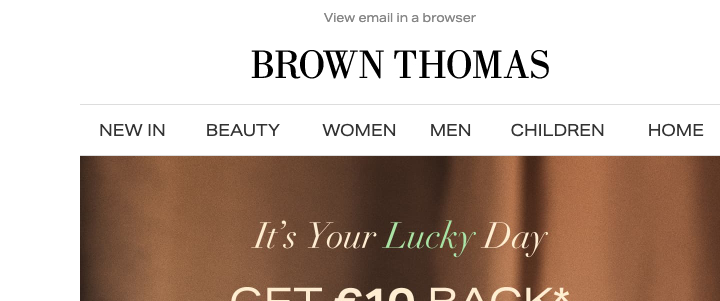 View email in a browser
BROWN THOMAS
NEW IN BEAUTY WOMEN MEN CHILDREN HOME
It's Your Lucky Day
GET €10 BACK*